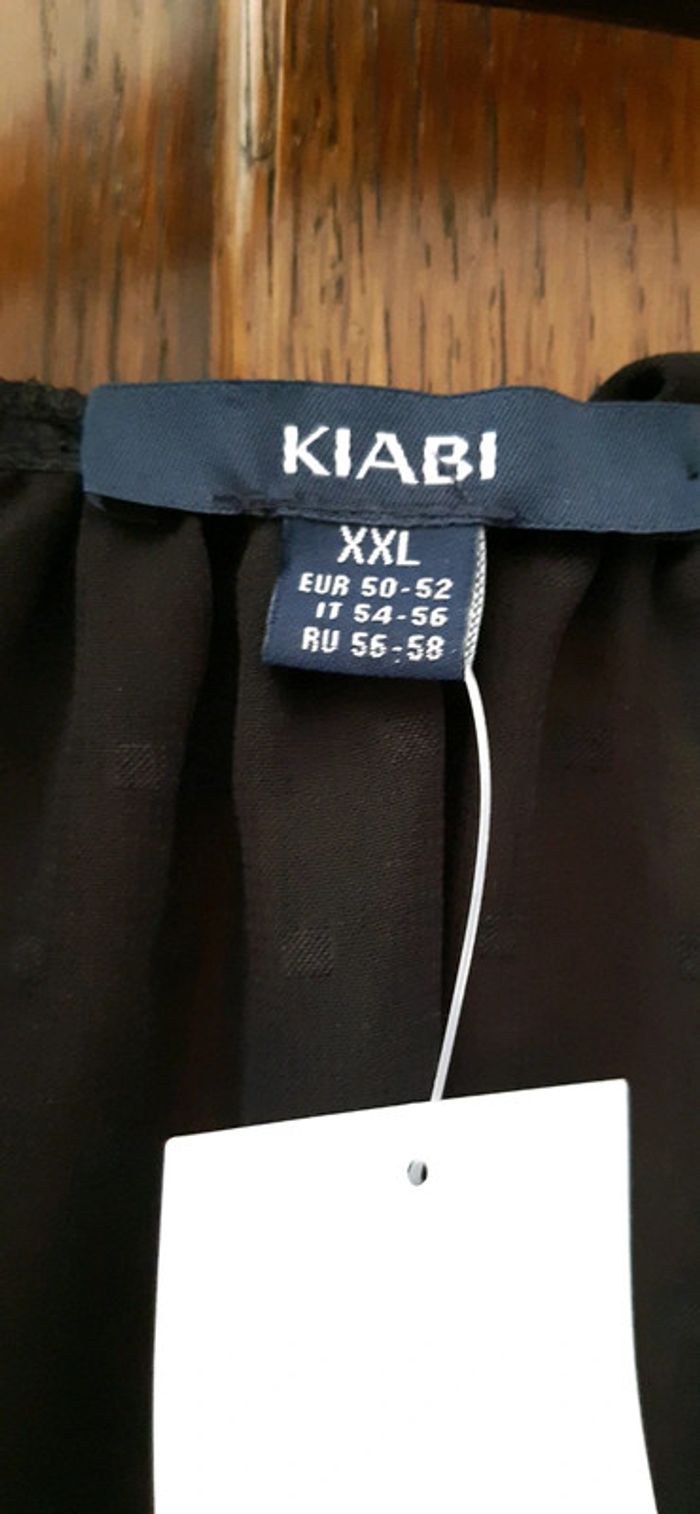 KIABI
XXL
EUR 50-52
IT 54-56
RU 56-58